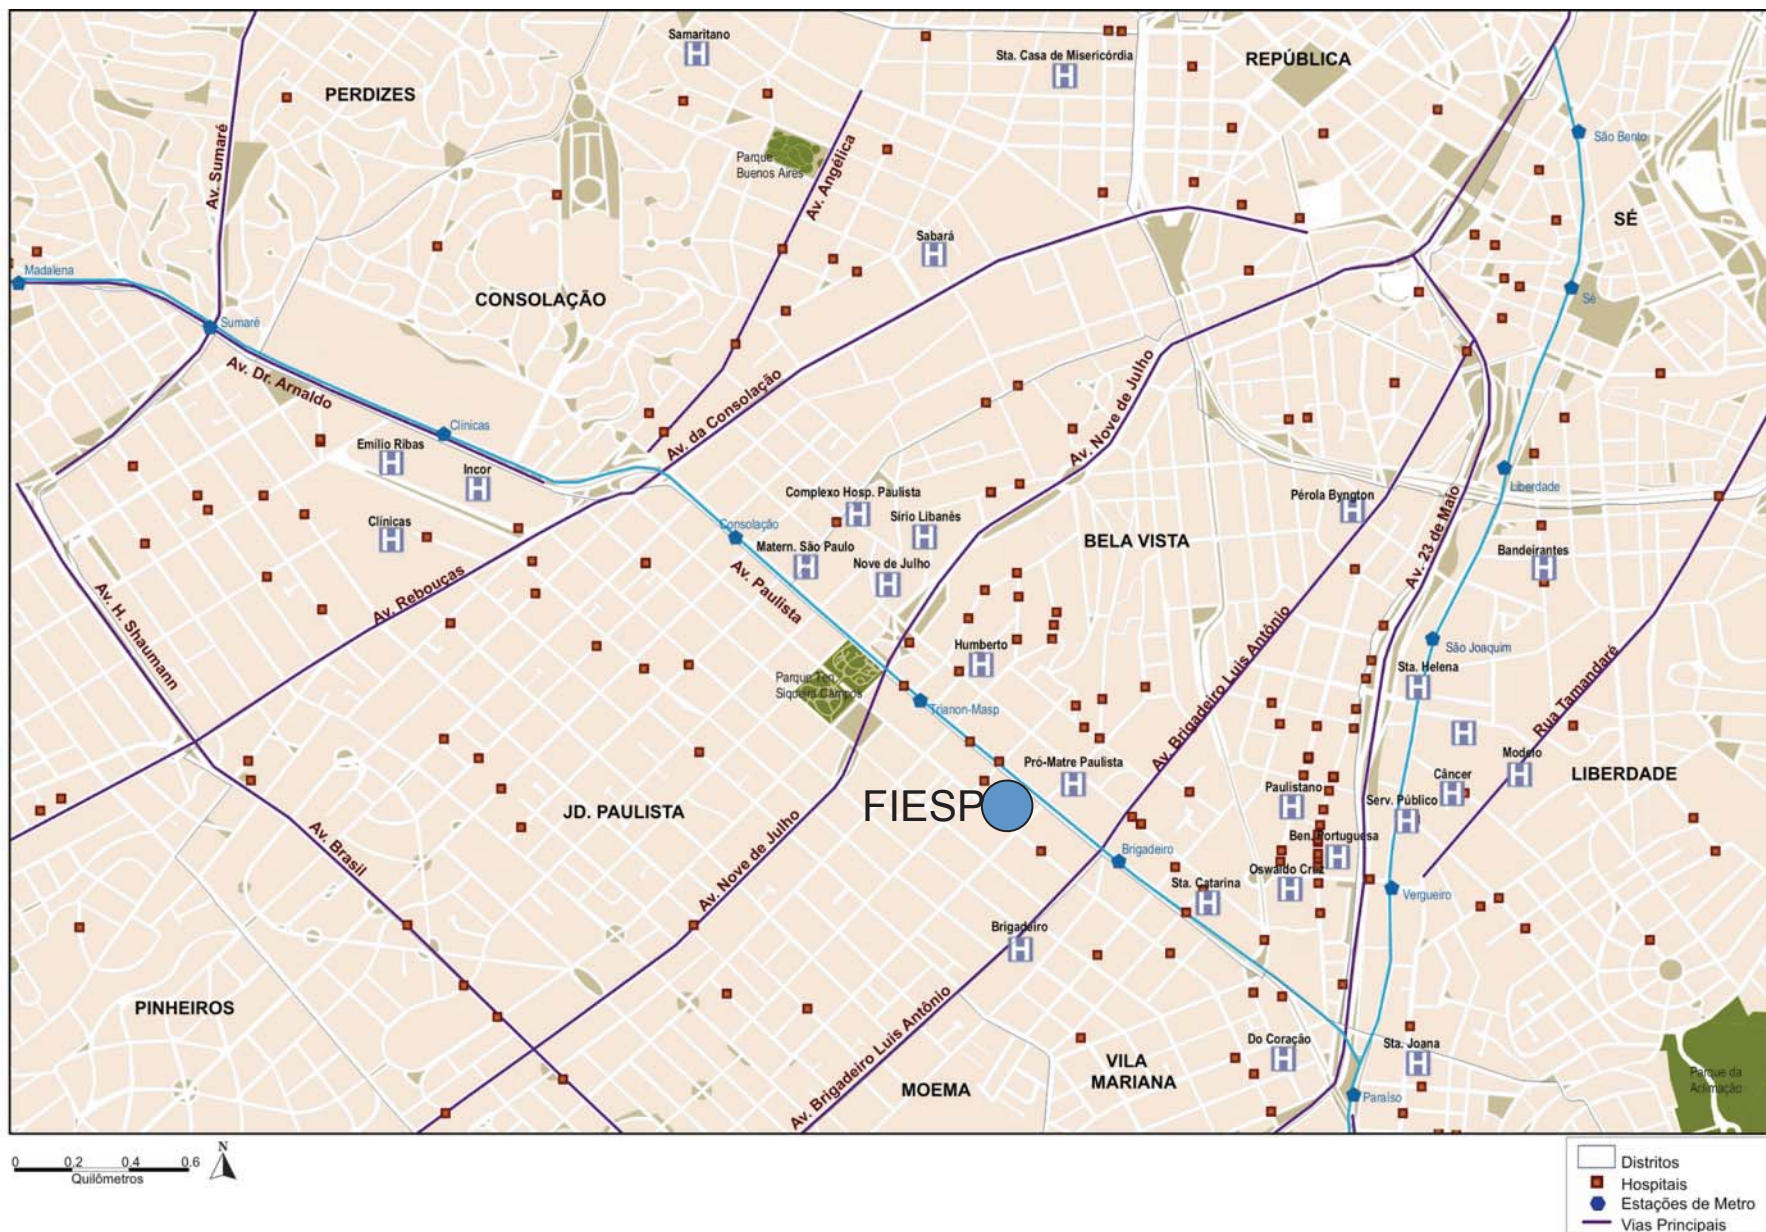 Samaritano
Sta. Casa de Misericórdia
REPÚBLICA
PERDIZES
Av. Sumaré
Parque
Buenos Aires
Av. Angélica
São Bento
SÉ
Sabará
Madalena
CONSOLAÇÃO
Sé
Sumaré
Av. Dr. Arnaldo
Av. da Consolação
Av. Nove de Julho
Clínicas
Emílio Ribas
Incor
Complexo Hosp. Paulista
Pérola Byngton
Liberdade
Clínicas
Consolação
Sírio Libanês
BELA VISTA
Av. 23 de Maio
Bandeirantes
Matern. São Paulo
Nove de Julho
Av. Rebouças
Av. Paulista
Av. H. Shaumann
Humberto
Av. Brigadeiro Luis Antônio
São Joaquim
Sta. Helena
Parque Ten.
Siqueira Campos
Trianon-Masp
Rua Tamandaré
Pró-Matre Paulista
Modelo
LIBERDADE
Câncer
Paulistano
Serv. Público
JD. PAULISTA
FIESP
Av. Brasil
Av. Nove de Julho
Ben. Portuguesa
Brigadeiro
Oswaldo Cruz
Sta. Catarina
Vergueiro
Brigadeiro
PINHEIROS
Av. Brigadeiro Luis Antônio
Do Coração
Sta. Joana
VILA
MARIANA
MOEMA
Parque da
Aclimação
Paraíso
N
0 0.2 0.4 0.6
Quilômetros
Distritos
Hospitais
Estações de Metro
Vias Principais